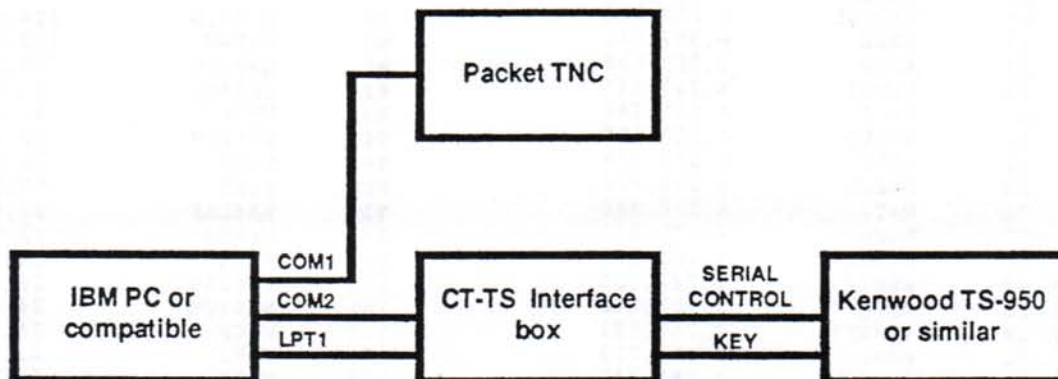 Packet TNC
COM1
COM2
LPT1
IBM PC or
compatible
CT-TS Interface
box
SERIAL
CONTROL
KEY
Kenwood TS-950
or similar